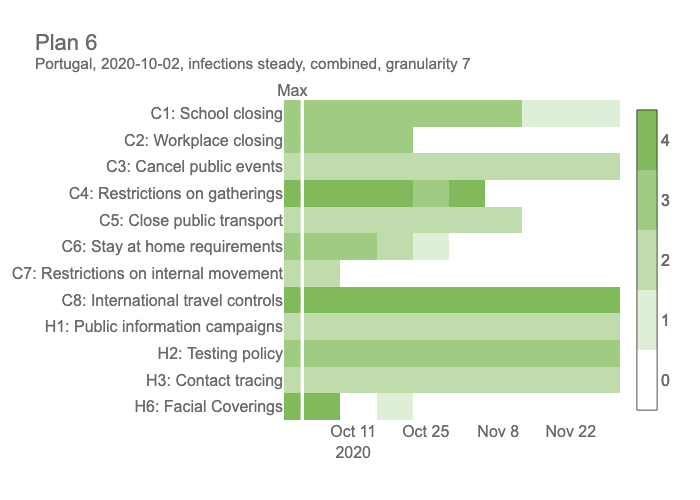 Plan 6
Portugal, 2020-10-02, infections steady, combined, granularity 7
Max
C1: School closing
C2: Workplace closing
C3: Cancel public events
C4: Restrictions on gatherings
C5: Close public transport
C6: Stay at home requirements
C7: Restrictions on internal movement
C8: International travel controls
H1: Public information campaigns
H2: Testing policy
H3: Contact tracing
H6: Facial Coverings
Oct 11 Oct 25 Nov 8 Nov 22
2020
4
3
2
1
0